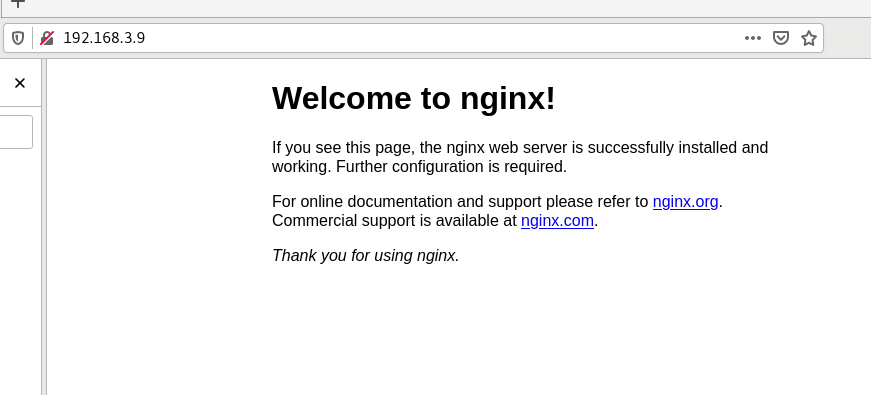 192.168.3.9
Welcome to nginx!
If you see this page, the nginx web server is successfully installed and
working. Further configuration is required.
For online documentation and support please refer to nginx.org.
Commercial support is available at nginx.com.
Thank you for using nginx.